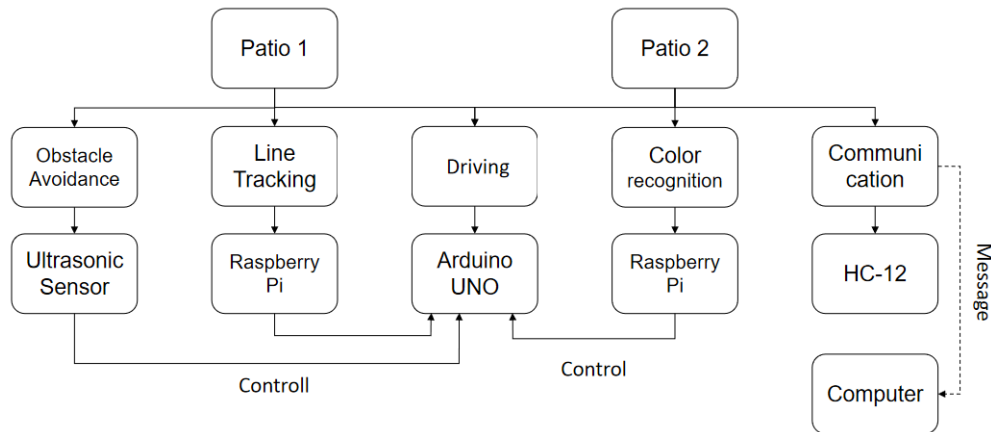 Patio 1
Patio 2
Obstacle
Avoidance
Line
Tracking
Driving
Color
recognition
Communi
cation
Ultrasonic
Sensor
Raspberry
Pi
Arduino
UNO
Raspberry
Pi
HC-12
Message
Controll
Control
Computer